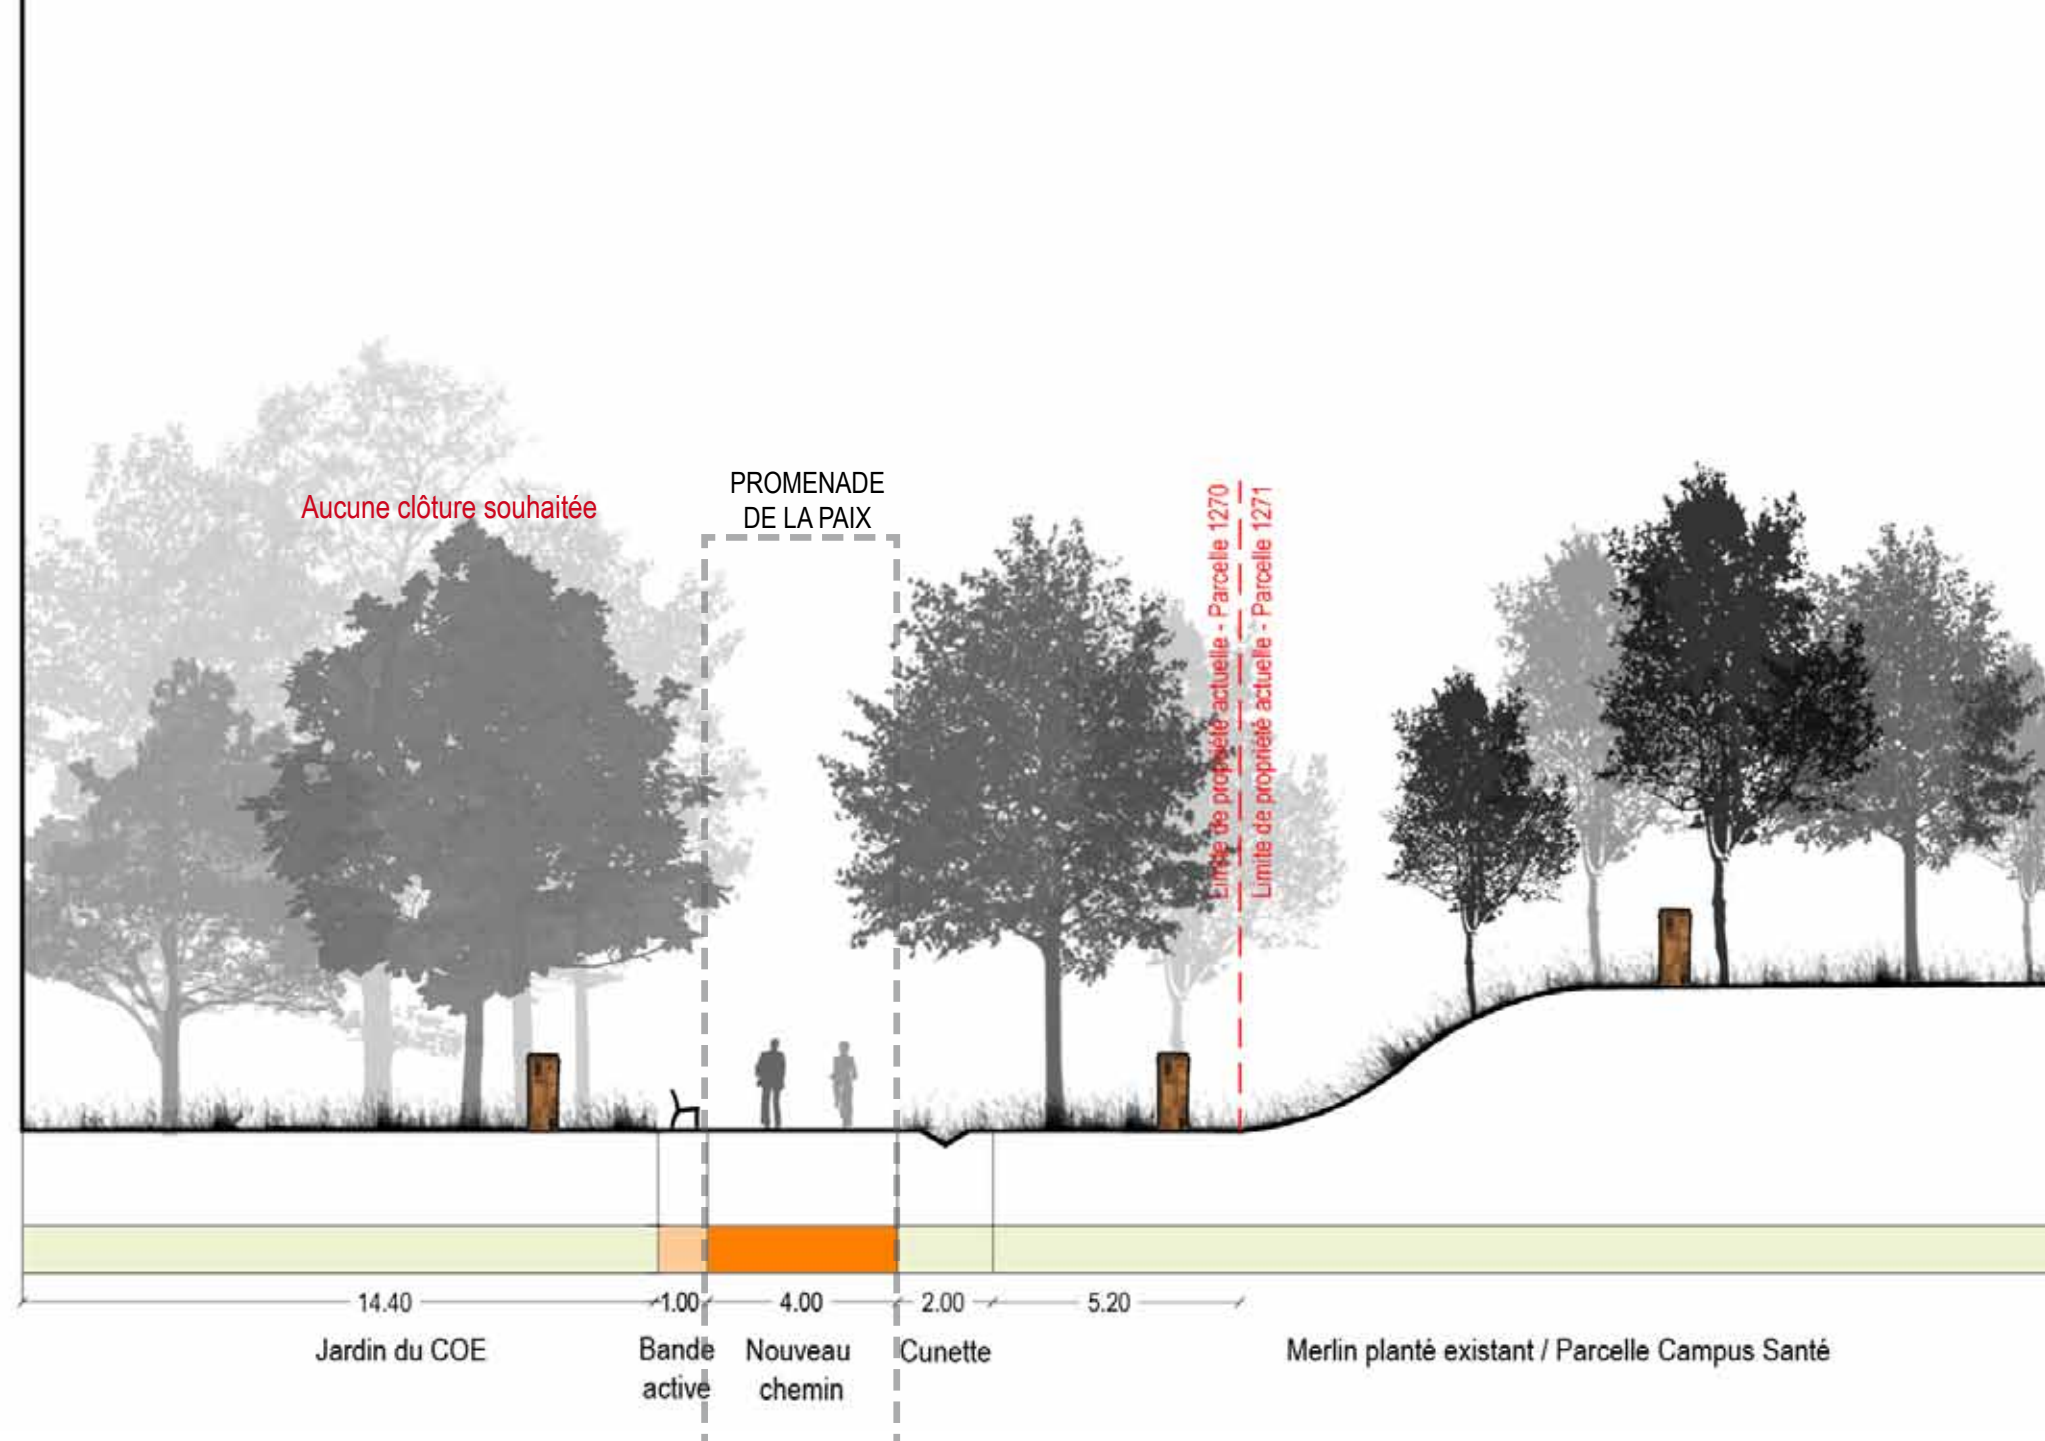 Aucune clôture souhaitée
PROMENADE
DE LA PAIX
Limite de propriété actuelle - Parcelle 1270
Limite de propriété actuelle - Parcelle 1271
14.40
1.00
4.00
2.00
5.20
Jardin du COE
Bande
active
Nouveau
chemin
Cunette
Merlin planté existant / Parcelle Campus Santé